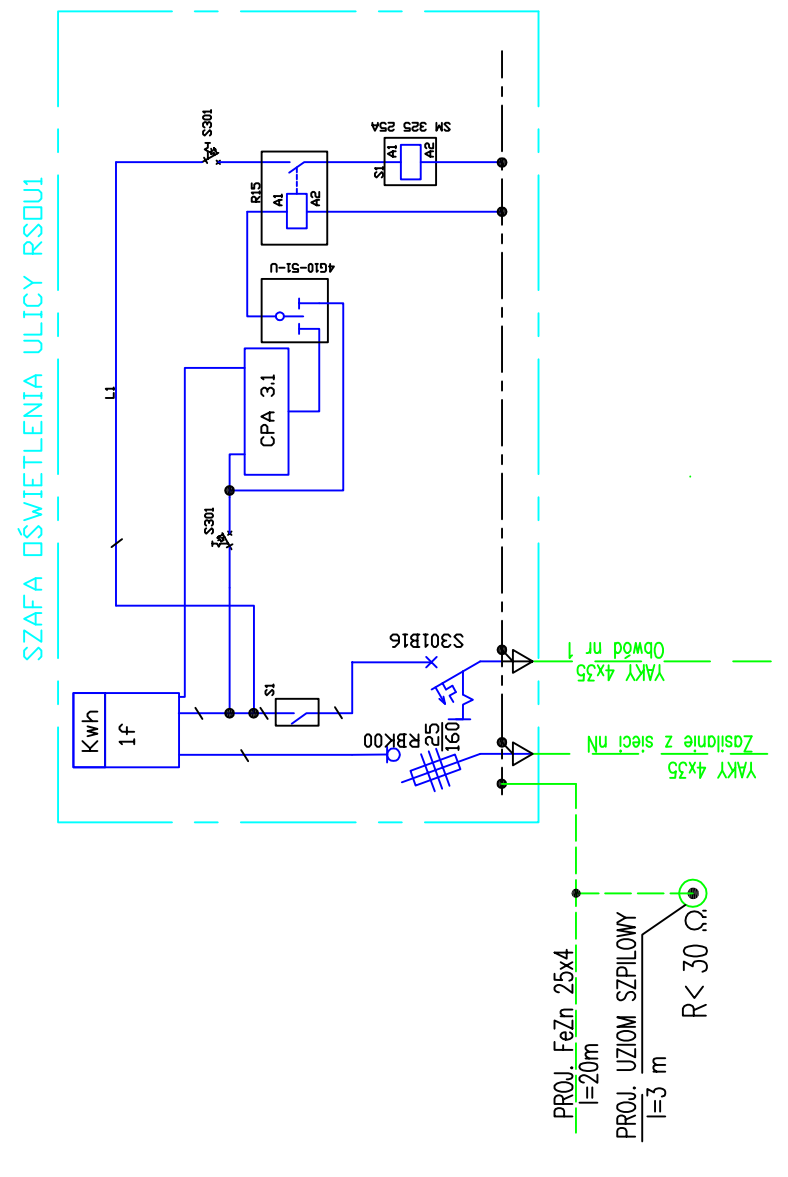 SZAFA OŚWIETLENIA ULICY RSOU1
S301
SM 325 25A
S1
A1
A2
R15
A1
A2
4G10-51-U
L1
CPA 3.1
S301
S301B16
Obwód nr 1
YAKY 4x35
S1
Kwh
1f
RBK00
25
160
Zasilanie z sieci nN
YAKY 4x35
PROJ. FeZn 25x4
l=20m
PROJ. UZIOM SZPILOWY
l=3 m
R< 30 Ω